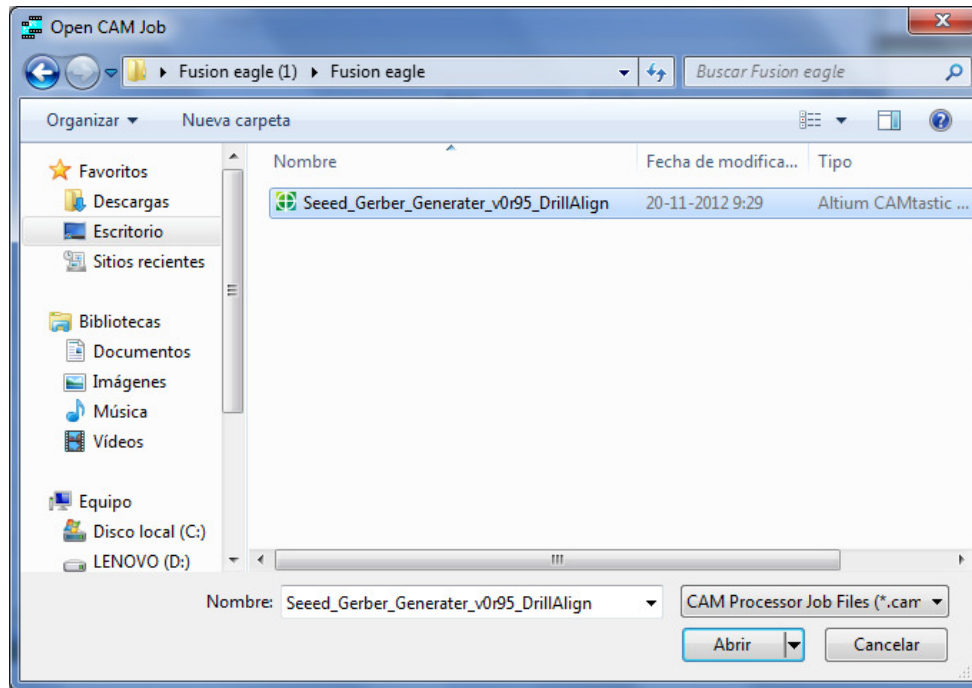 Open CAM Job
Fusion eagle (1) Fusion eagle
Buscar Fusion eagle
Organizar Nueva carpeta
Nombre Fecha de modifica... Tipo
Seeed_Gerber_Generater_v0r95_DrillAlign 20-11-2012 9:29 Altium CAMtastic ...
Favoritos
Descargas
Escritorio
Sitios recientes
Bibliotecas
Documentos
Imágenes
Música
Vídeos
Equipo
Disco local (C:)
LENOVO (D:)
Nombre: Seeed_Gerber_Generater_v0r95_DrillAlign CAM Processor Job Files (*.cam
Abrir Cancelar